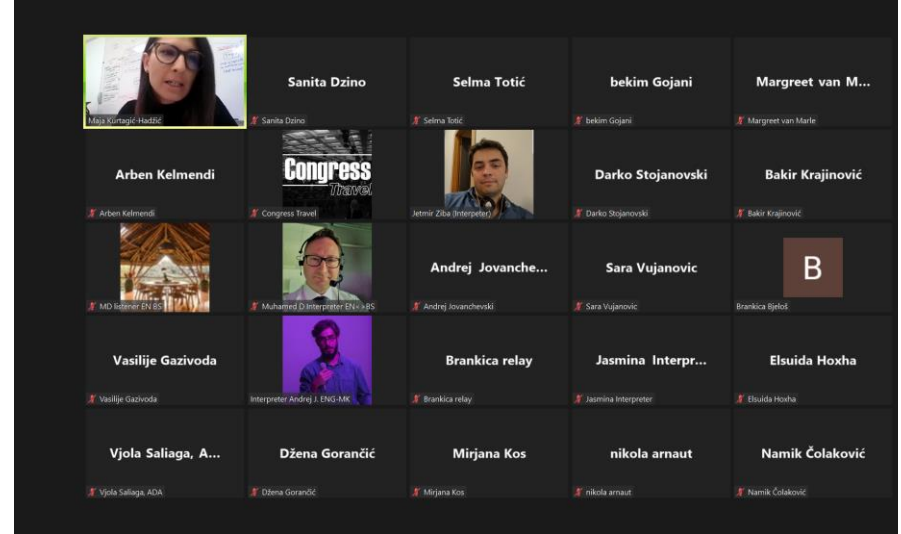 Maja Kurtagić-Hadžić
Sanita Dzino
Sanita Dzino
Selma Totić
Selma Totić
bekim Gojani
bekim Gojani
Margreet van M...
Margreet van Marle
Arben Kelmendi
Arben Kelmendi
Congress
Travel
Congress Travel
Jetmir Ziba (Interpeter)
Darko Stojanovski
Darko Stojanovski
Bakir Krajinović
Bakir Krajinović
MD listener EN BS
Muhamed D Interpreter EN<>BS
Andrej Jovanche...
Andrej Jovanchevski
Sara Vujanovic
Sara Vujanovic
B
Brankica Bjeloš
Vasilije Gazivoda
Vasilije Gazivoda
Interpreter Andrej J. ENG-MK
Brankica relay
Brankica relay
Jasmina Interpr...
Jasmina Interpreter
Elsuida Hoxha
Elsuida Hoxha
Vjola Saliaga, A...
Vjola Saliaga, ADA
Džena Gorančić
Džena Gorančić
Mirjana Kos
Mirjana Kos
nikola arnaut
nikola arnaut
Namik Čolaković
Namik Čolaković